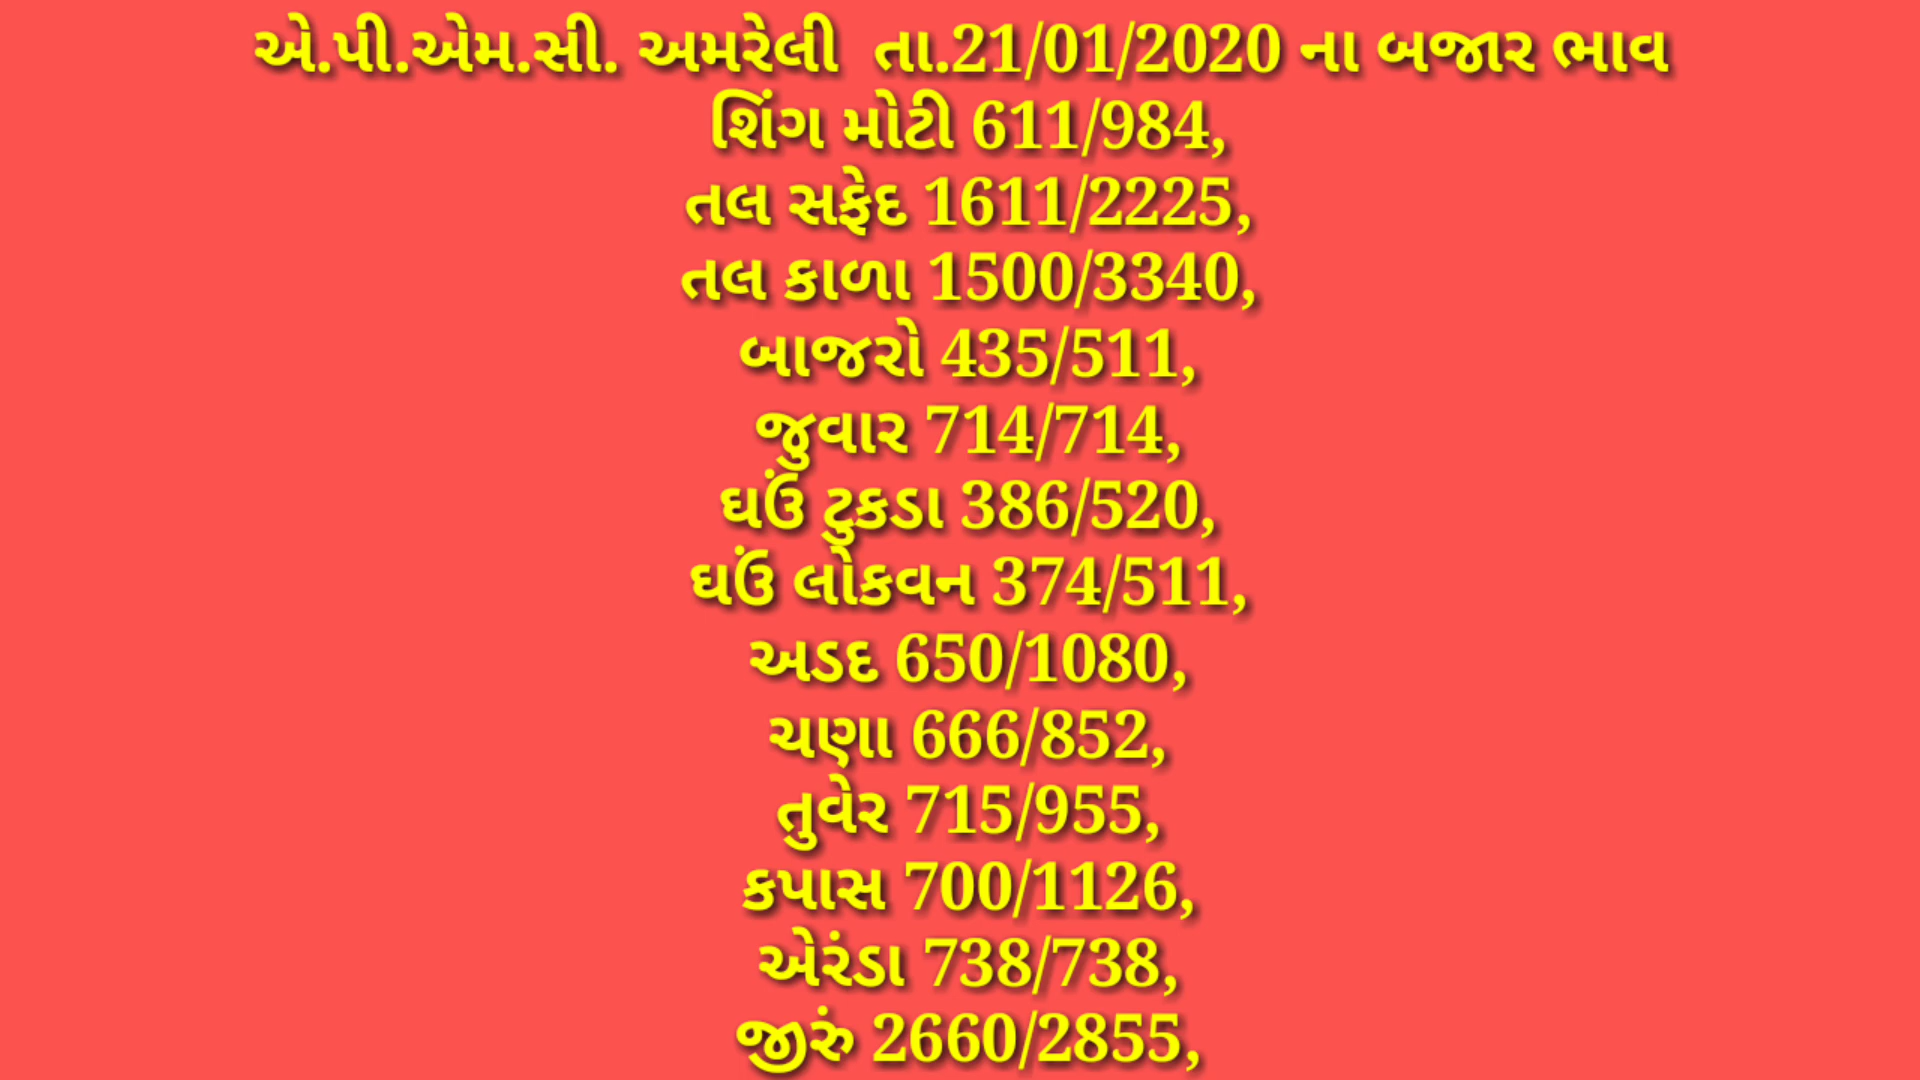 એ.પી.એમ.સી. અમરેલી તા.21/01/2020 ના બજાર ભાવ
શિંગ મોટી 611/984,
તલ સફેદ 1611/2225,
તલ કાળા 1500/3340,
બાજરો 435/511,
જુવાર 714/714,
ઘઉં ટુકડા 386/520,
ઘઉં લોકવન 374/511,
અડદ 650/1080,
ચણા 666/852,
તુવેર 715/955,
કપાસ 700/1126,
એરંડા 738/738,
જીરું 2660/2855,